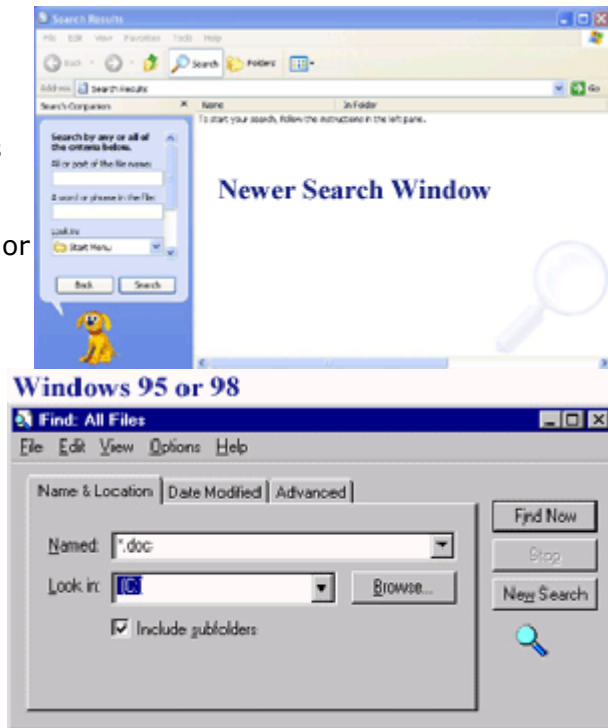 Search Results
File Edit View Favorites Tools Help
Back Search Folders
Address Search Results Go
Search Companion × Name In Folder
To start your search, follow the instructions in the left pane.
Search by any or all of
the criteria below.
All or part of the file name:
A word or phrase in the file:
Look in:
Start Menu
Back Search
Newer Search Window
s
or
Windows 95 or 98
Find: All Files
File Edit View Options Help
Name & Location Date Modified Advanced
Named: *.doc
Look in: (C:)
Browse...
Include subfolders
Find Now
Stop
New Search